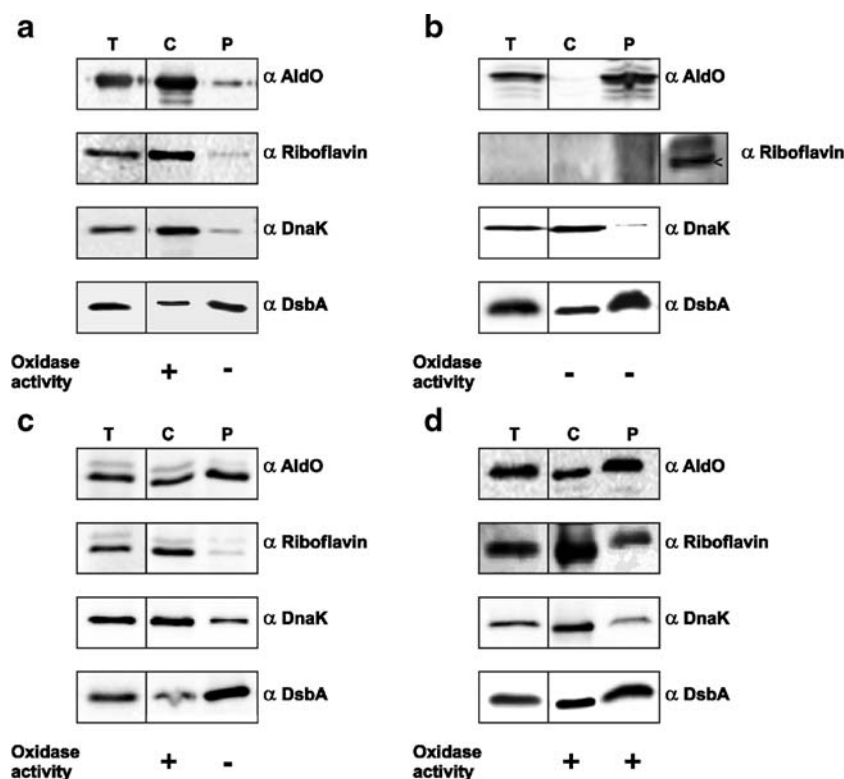 a
T C P
α AldO
α Riboflavin
α DnaK
α DsbA
Oxidase
activity + -
b
T C P
α AldO
< α Riboflavin
α DnaK
α DsbA
Oxidase
activity - -
c
T C P
α AldO
α Riboflavin
α DnaK
α DsbA
Oxidase
activity + -
d
T C P
α AldO
α Riboflavin
α DnaK
α DsbA
Oxidase
activity + +